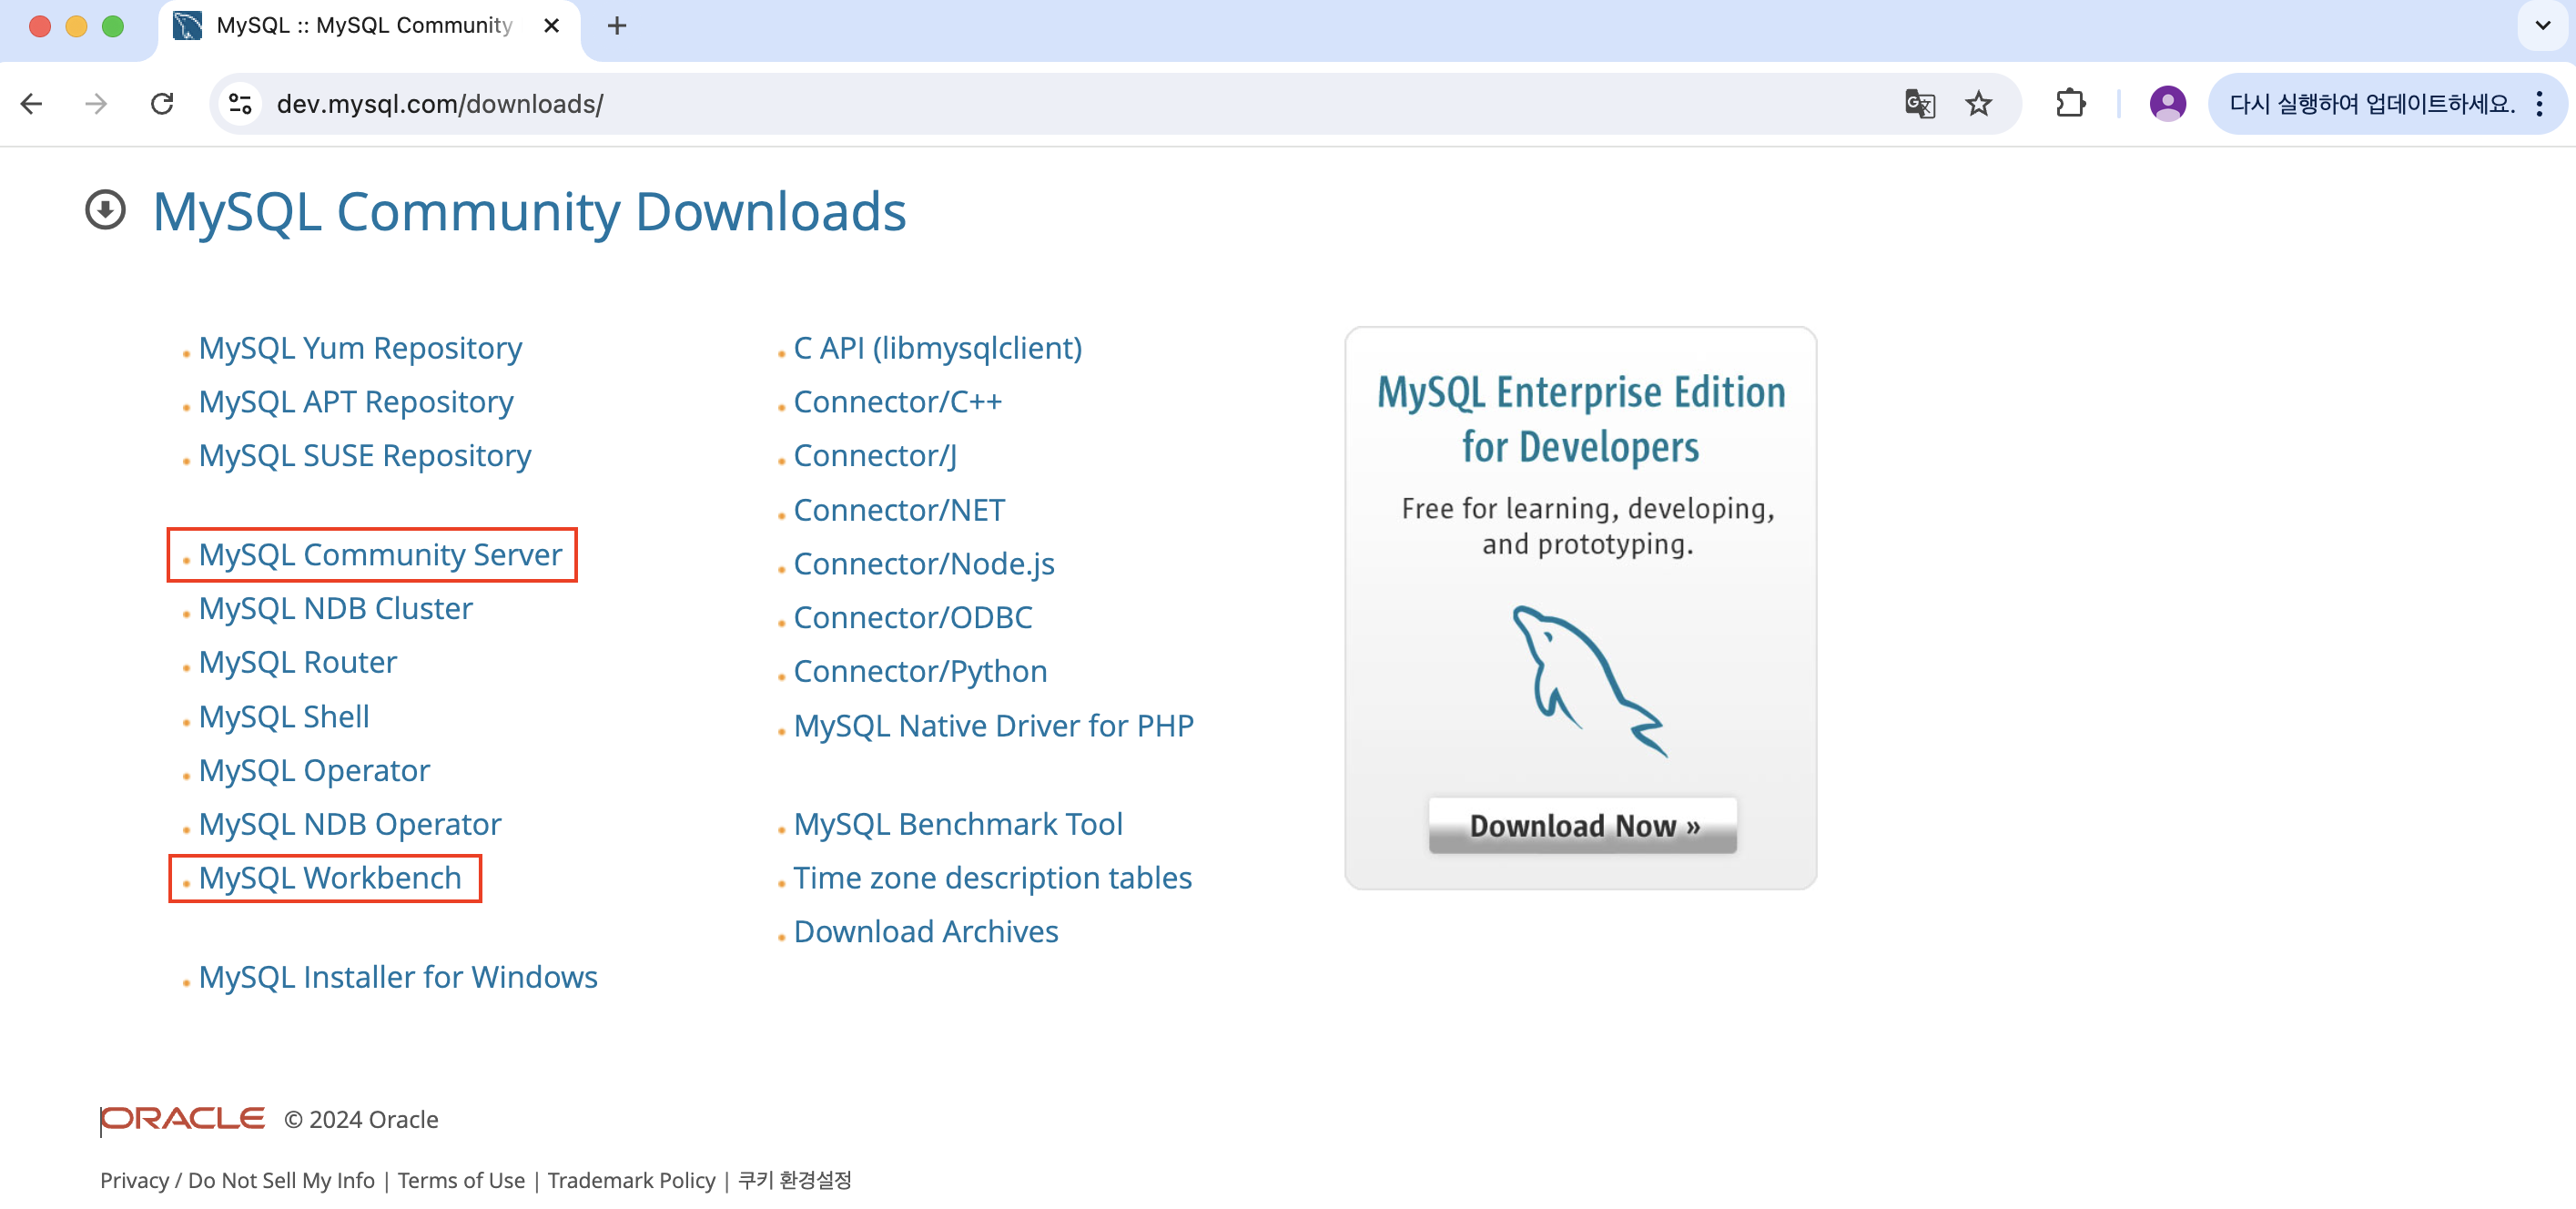 MySQL :: MySQL Community
dev.mysql.com/downloads/
다시 실행하여 업데이트하세요.
MySQL Community Downloads
MySQL Yum Repository
MySQL APT Repository
MySQL SUSE Repository
MySQL Community Server
MySQL NDB Cluster
MySQL Router
MySQL Shell
MySQL Operator
MySQL NDB Operator
MySQL Workbench
MySQL Installer for Windows
C API (libmysqlclient)
Connector/C++
Connector/J
Connector/NET
Connector/Node.js
Connector/ODBC
Connector/Python
MySQL Native Driver for PHP
MySQL Benchmark Tool
Time zone description tables
Download Archives
MySQL Enterprise Edition
for Developers
Free for learning, developing,
and prototyping.
Download Now »
ORACLE © 2024 Oracle
Privacy / Do Not Sell My Info | Terms of Use | Trademark Policy | 쿠키 환경설정